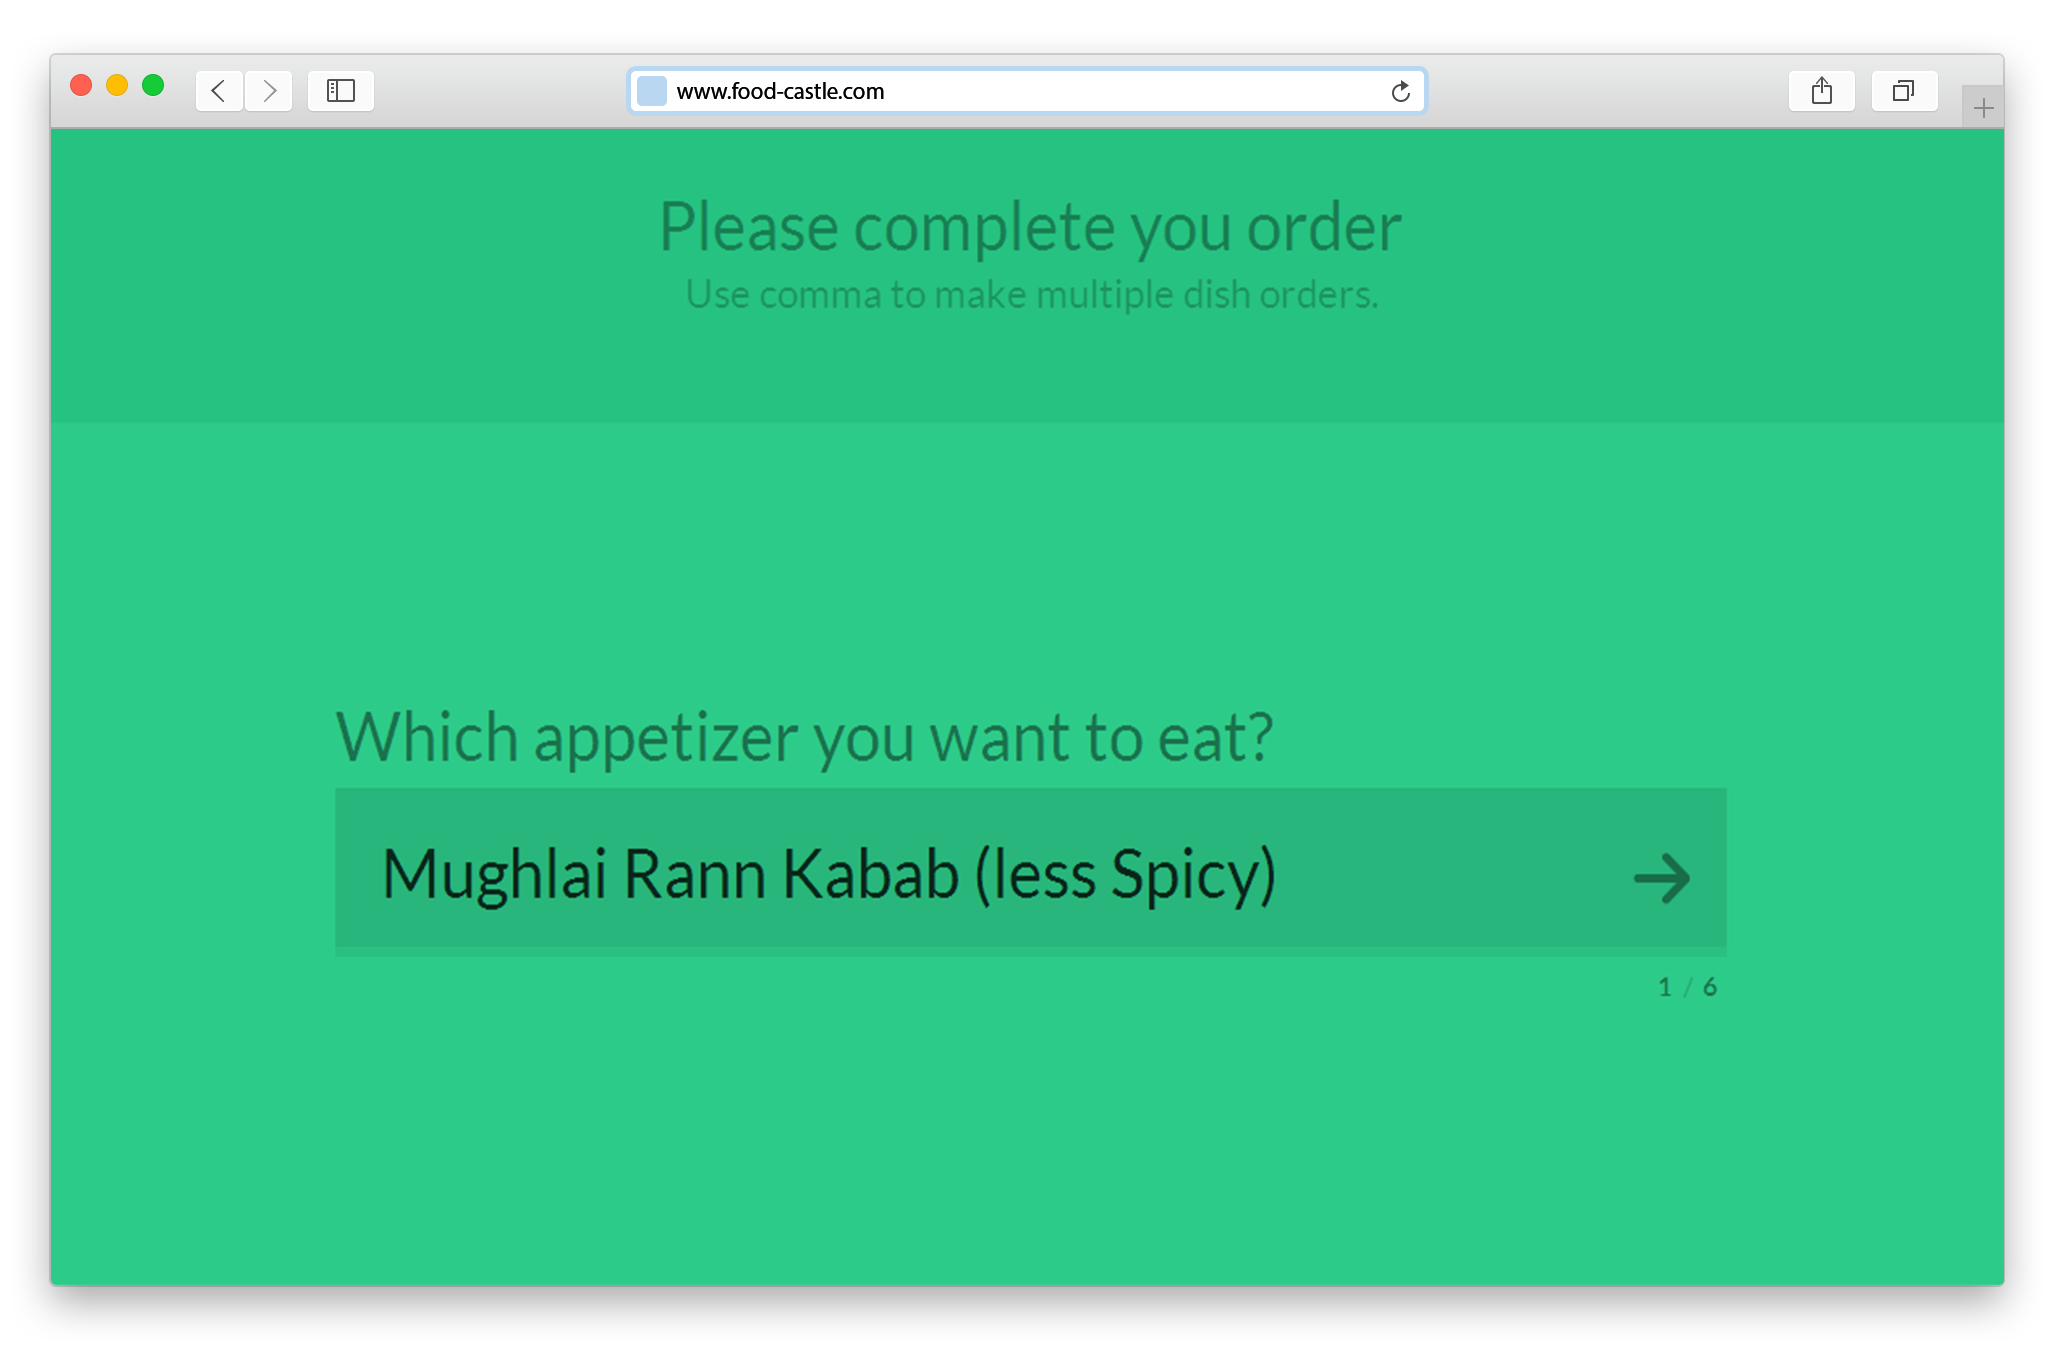 www.food-castle.com
Please complete you order
Use comma to make multiple dish orders.
Which appetizer you want to eat?
Mughlai Rann Kabab (less Spicy)
1 / 6